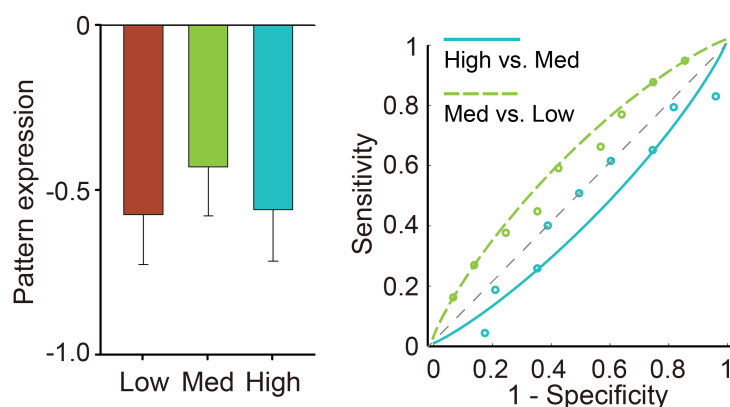 Pattern expression
0
-0.5
-1.0
Low Med High
High vs. Med
Med vs. Low
Sensitivity
1
0.8
0.6
0.4
0.2
0
0 0.2 0.4 0.6 0.8 1
1 - Specificity